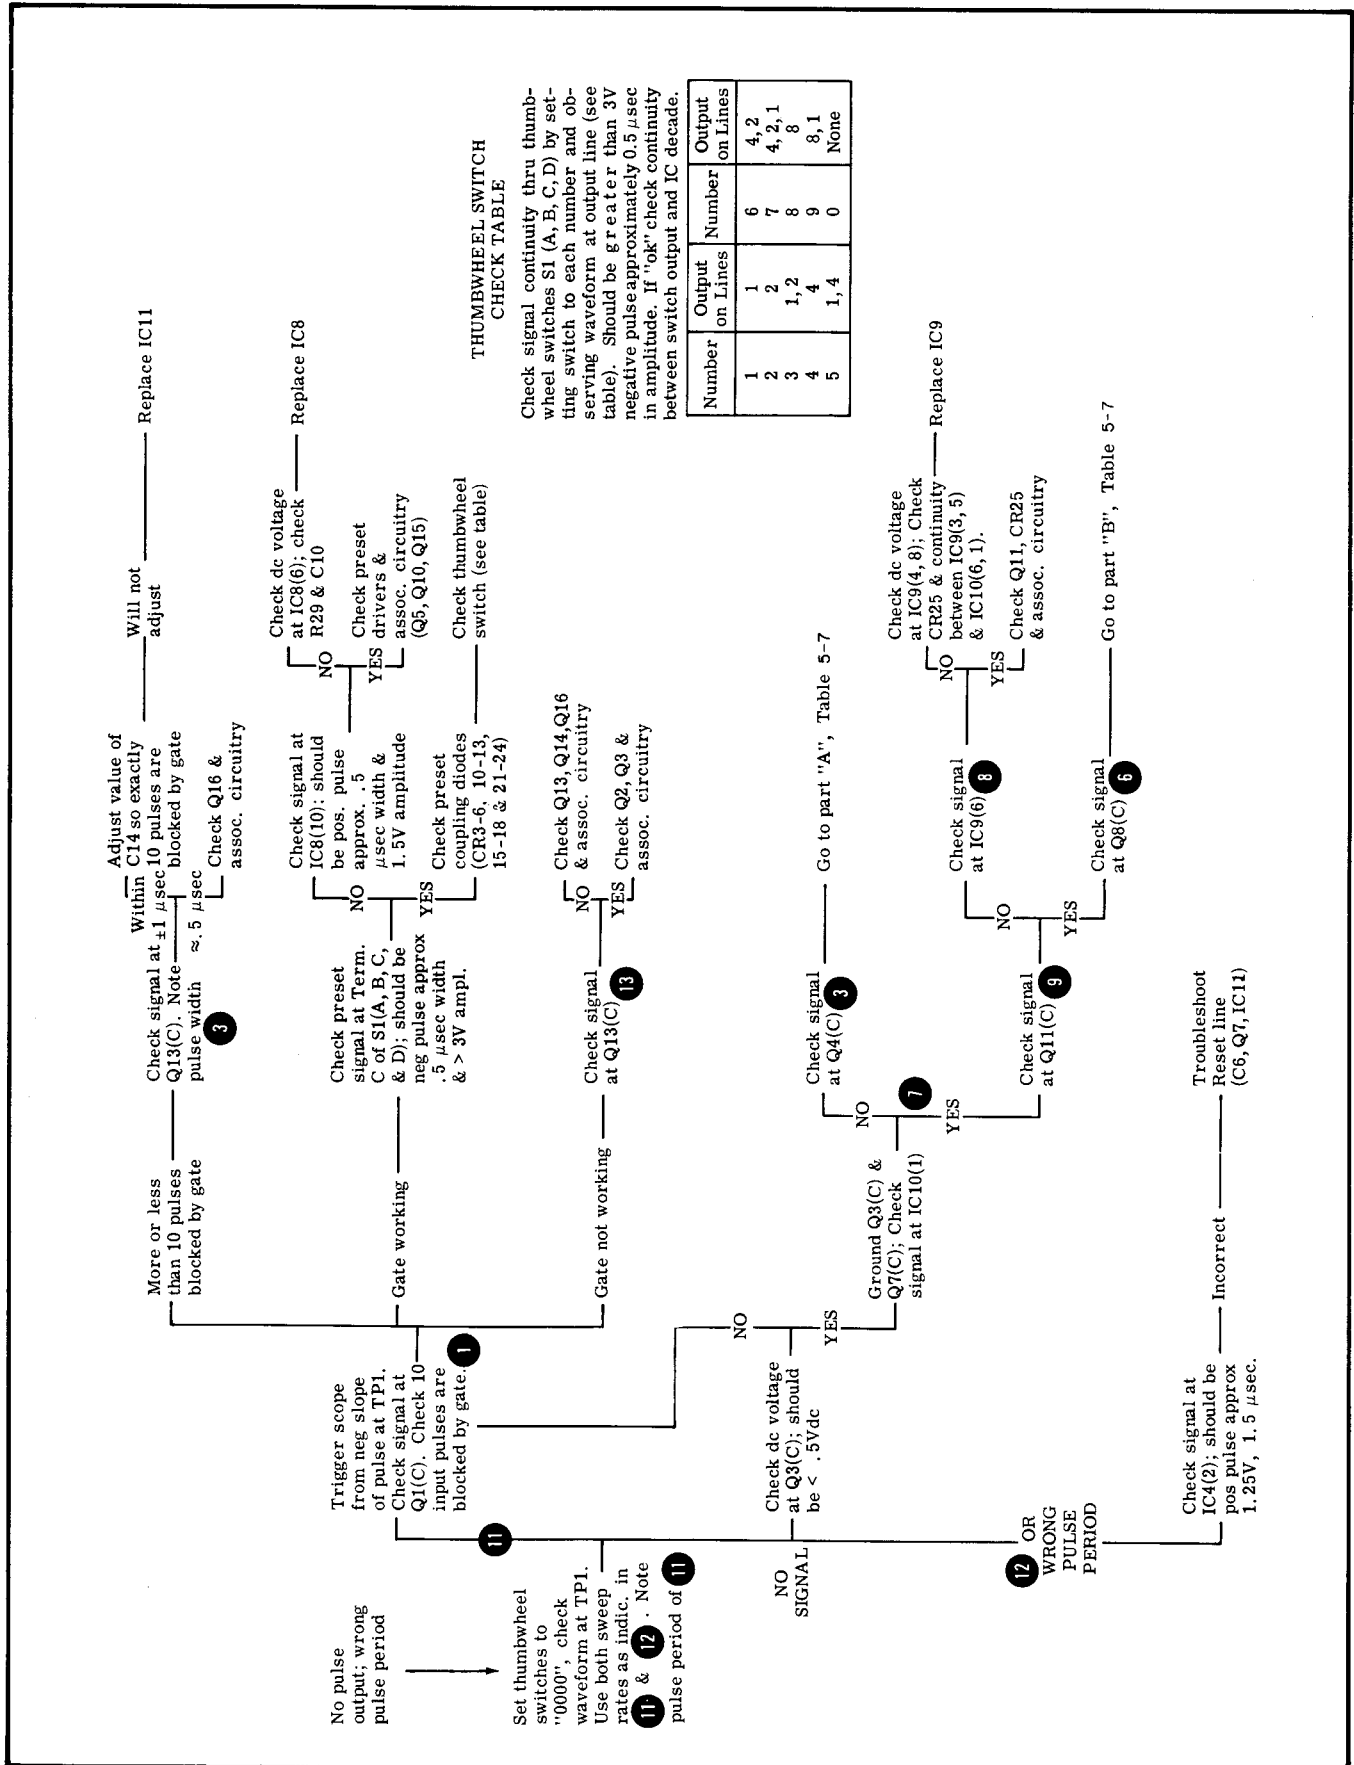 No pulse
output; wrong
pulse period
Set thumbwheel
switches to
"0000", check
waveform at TP1.
Use both sweep
rates as indic. in
11 & 12 . Note
pulse period of 11
11
Trigger scope
from neg slope
of pulse at TP1.
Check signal at
Q1(C). Check 10
input pulses are
blocked by gate. 1
More or less
than 10 pulses
blocked by gate
Check signal at
Q13(C). Note
pulse width
3
Within
±1 μsec
≈.5 μsec
Adjust value of
C14 so exactly
10 pulses are
blocked by gate
Will not
adjust
Replace IC11
Check Q16 &
assoc. circuitry
Gate working
Check preset
signal at Term.
C of S1(A, B, C,
& D); should be
neg pulse approx
.5 μsec width
& > 3V ampl.
NO
YES
Check signal at
IC8(10); should
be pos. pulse
approx. .5
μsec width &
1.5V amplitude
NO
YES
Check dc voltage
at IC8(6); check
R29 & C10
Replace IC8
Check preset
drivers &
assoc. circuitry
(Q5, Q10, Q15)
Check preset
coupling diodes
(CR3-6, 10-13,
15-18 & 21-24)
Check thumbwheel
switch (see table)
Gate not working
Check signal
at Q13(C) 13
NO
YES
Check Q13, Q14, Q16
& assoc. circuitry
Check Q2, Q3 &
assoc. circuitry
NO
SIGNAL
Check dc voltage
at Q3(C); should
be < .5Vdc
NO
YES
Ground Q3(C) &
Q7(C); Check
signal at IC10(1)
7
NO
YES
Check signal
at Q4(C) 3
Go to part "A", Table 5-7
Check signal
at Q11(C) 9
NO
YES
Check signal
at IC9(6) 8
NO
YES
Check dc voltage
at IC9(4, 8); Check
CR25 & continuity
between IC9(3, 5)
& IC10(6, 1).
Replace IC9
Check Q11, CR25
& assoc. circuitry
Check signal
at Q8(C) 6
Go to part "B", Table 5-7
12 OR
WRONG
PULSE
PERIOD
Check signal at
IC4(2); should be
pos pulse approx
1.25V, 1.5 μsec.
Incorrect
Troubleshoot
Reset line
(C6, Q7, IC11)
THUMBWHEEL SWITCH
CHECK TABLE
Check signal continuity thru thumb-
wheel switches S1 (A, B, C, D) by set-
ting switch to each number and ob-
serving waveform at output line (see
table). Should be greater than 3V
negative pulse approximately 0.5 μsec
in amplitude. If "ok" check continuity
between switch output and IC decade.
Number Output on Lines Number Output on Lines
1 1 6 4, 2
2 2 7 4, 2, 1
3 1, 2 8 8
4 4 9 8, 1
5 1, 4 0 None